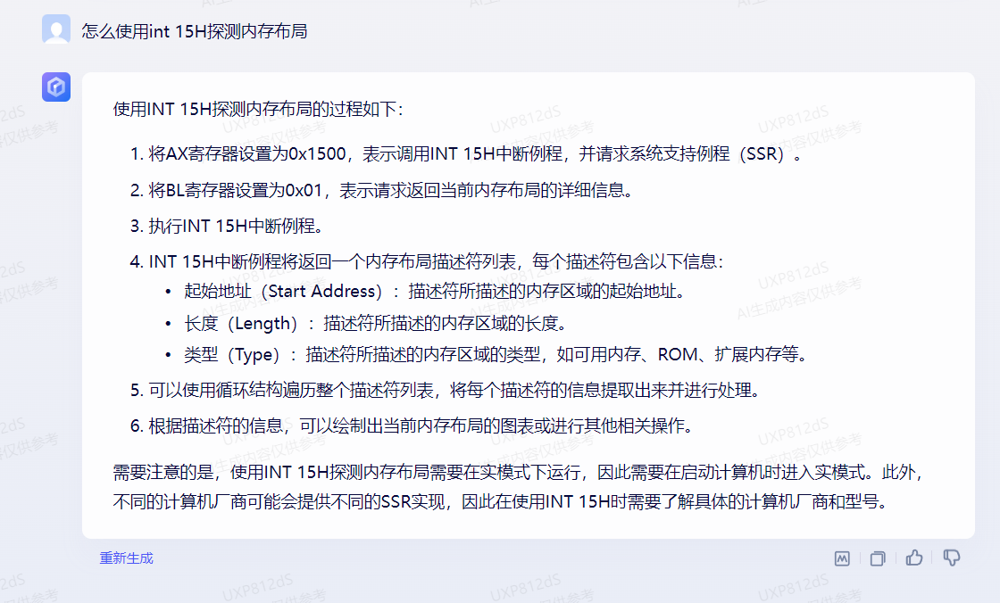 怎么使用int 15H探测内存布局
使用INT 15H探测内存布局的过程如下：
1. 将AX寄存器设置为0x1500，表示调用INT 15H中断例程，并请求系统支持例程（SSR）。
2. 将BL寄存器设置为0x01，表示请求返回当前内存布局的详细信息。
3. 执行INT 15H中断例程。
4. INT 15H中断例程将返回一个内存布局描述符列表，每个描述符包含以下信息：
• 起始地址（Start Address）：描述符所描述的内存区域的起始地址。
• 长度（Length）：描述符所描述的内存区域的长度。
• 类型（Type）：描述符所描述的内存区域的类型，如可用内存、ROM、扩展内存等。
5. 可以使用循环结构遍历整个描述符列表，将每个描述符的信息提取出来并进行处理。
6. 根据描述符的信息，可以绘制出当前内存布局的图表或进行其他相关操作。
需要注意的是，使用INT 15H探测内存布局需要在实模式下运行，因此需要在启动计算机时进入实模式。此外，
不同的计算机厂商可能会提供不同的SSR实现，因此在使用INT 15H时需要了解具体的计算机厂商和型号。
重新生成
UXP812dS
AI生成内容仅供参考